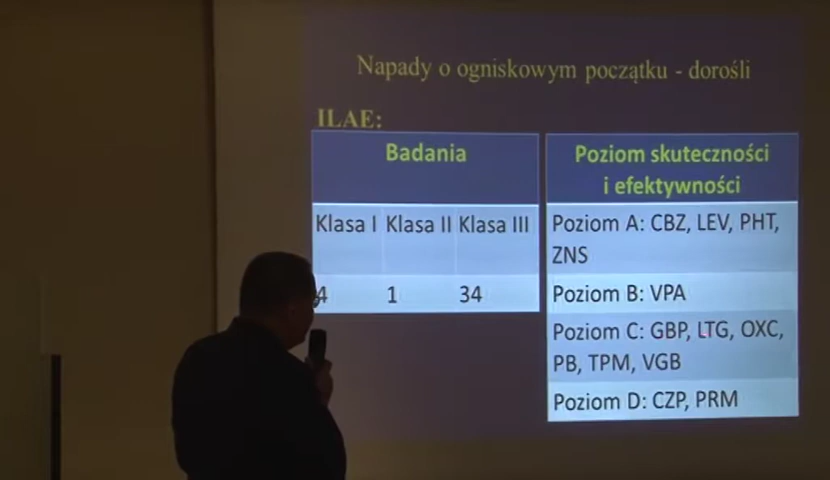 Napady o ogniskowym początku - dorośli
ILAE:
Badania
Klasa I Klasa II Klasa III
4 1 34
Poziom skuteczności
i efektywności
Poziom A: CBZ, LEV, PHT,
ZNS
Poziom B: VPA
Poziom C: GBP, LTG, OXC,
PB, TPM, VGB
Poziom D: CZP, PRM